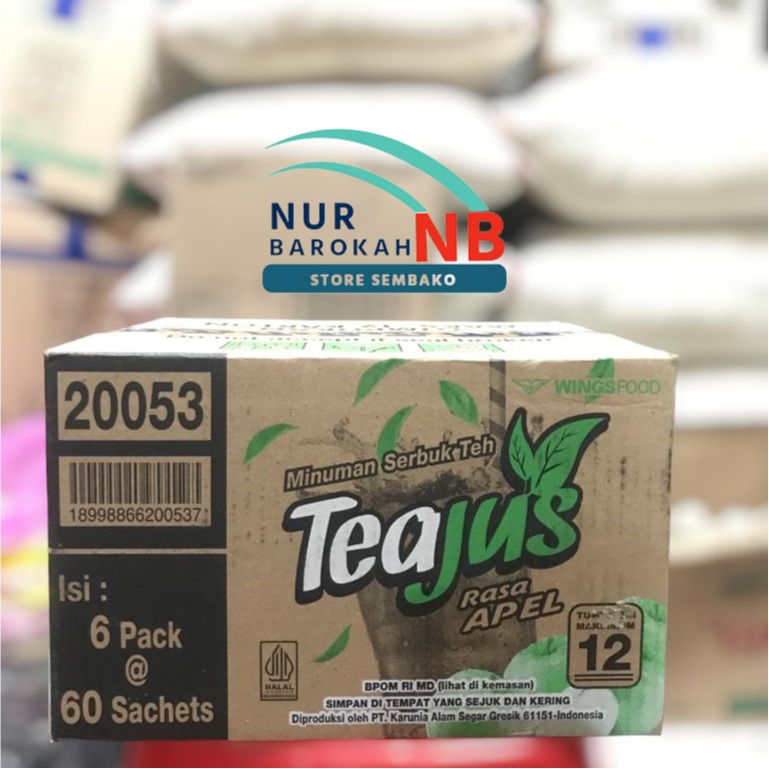 NUR
BAROKAH NB
STORE SEMBAKO
20053
18998866200537
Isi :
6 Pack
@
60 Sachets
WINGSFOOD
Minuman Serbuk Teh
Teajus
Rasa
APEL
MAKSIMUM
12
HALAL
INDONESIA
BPOM RI MD (lihat di kemasan)
SIMPAN DI TEMPAT YANG SEJUK DAN KERING
Diproduksi oleh PT. Karunia Alam Segar Gresik 61151-Indonesia